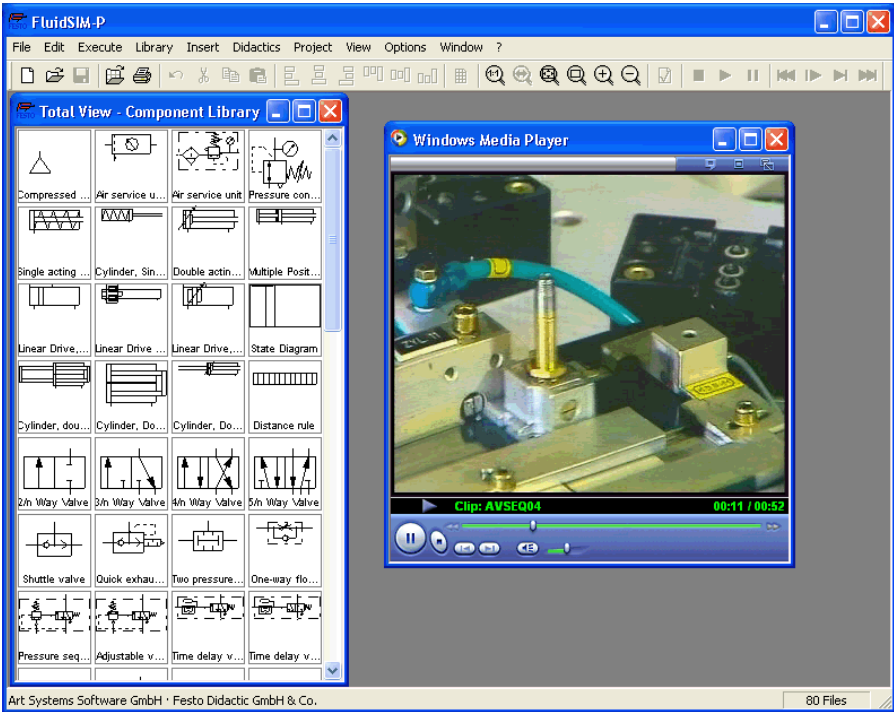 FESTO FluidSIM-P
File Edit Execute Library Insert Didactics Project View Options Window ?
Total View - Component Library
Compressed ... Air service u... Air service unit Pressure con...
Single acting ... Cylinder, Sin... Double actin... Multiple Posit...
Linear Drive,... Linear Drive ... Linear Drive,... State Diagram
Cylinder, dou... Cylinder, Do... Cylinder, Do... Distance rule
2/n Way Valve 3/n Way Valve 4/n Way Valve 5/n Way Valve
Shuttle valve Quick exhau... Two pressure... One-way flo...
Pressure seq... Adjustable v... Time delay v... Time delay v...
Windows Media Player
ZYL 11
Clip: AVSEQ04 00:11 / 00:52
Art Systems Software GmbH · Festo Didactic GmbH & Co. 80 Files